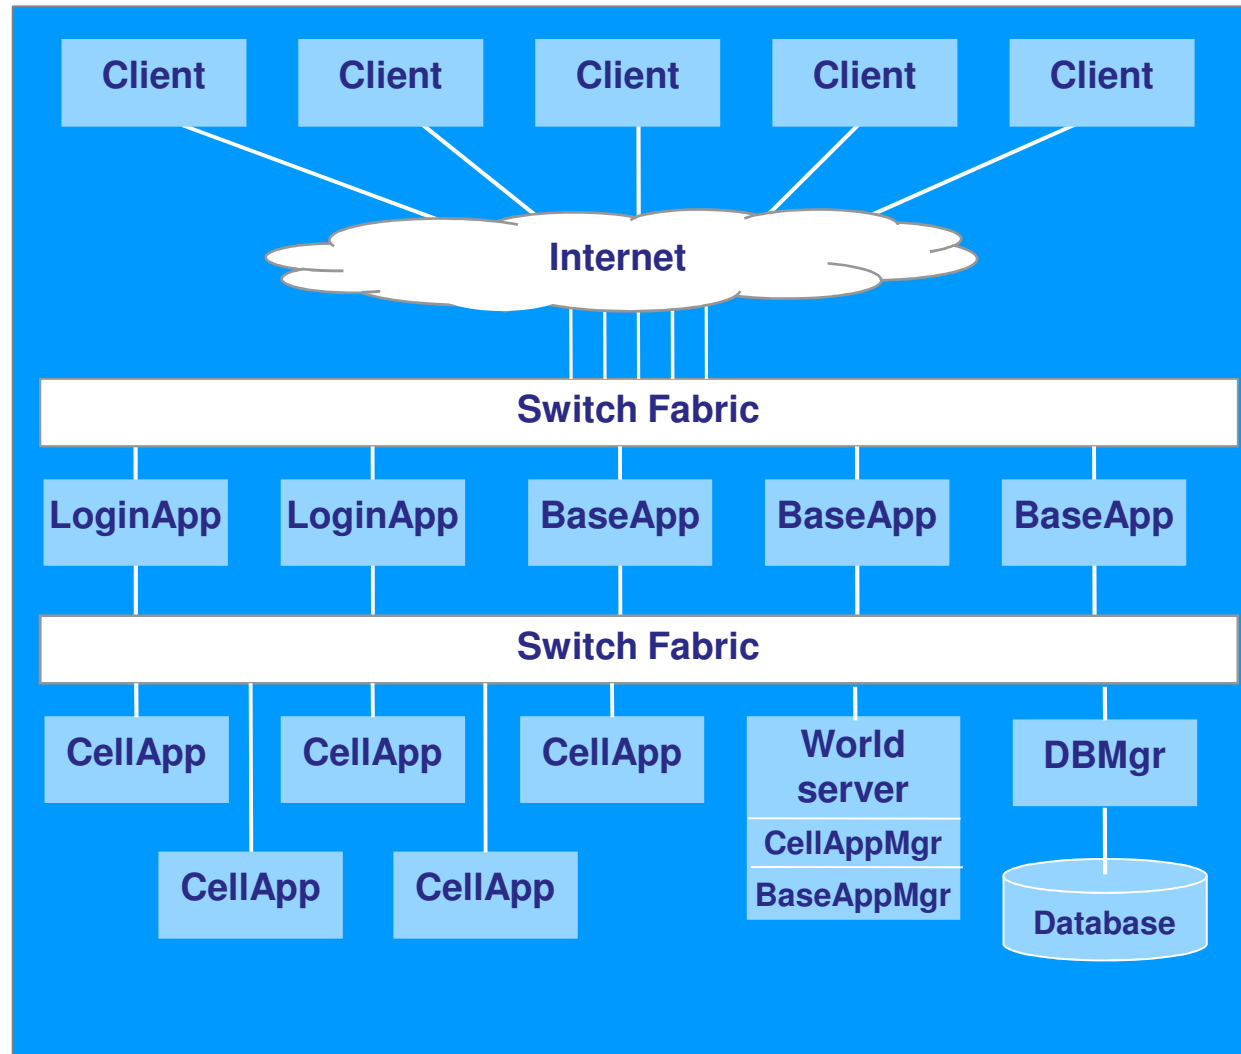 Client
Client
Client
Client
Client
Internet
Switch Fabric
LoginApp
LoginApp
BaseApp
BaseApp
BaseApp
Switch Fabric
CellApp
CellApp
CellApp
World
server
CellAppMgr
BaseAppMgr
DBMgr
CellApp
CellApp
Database